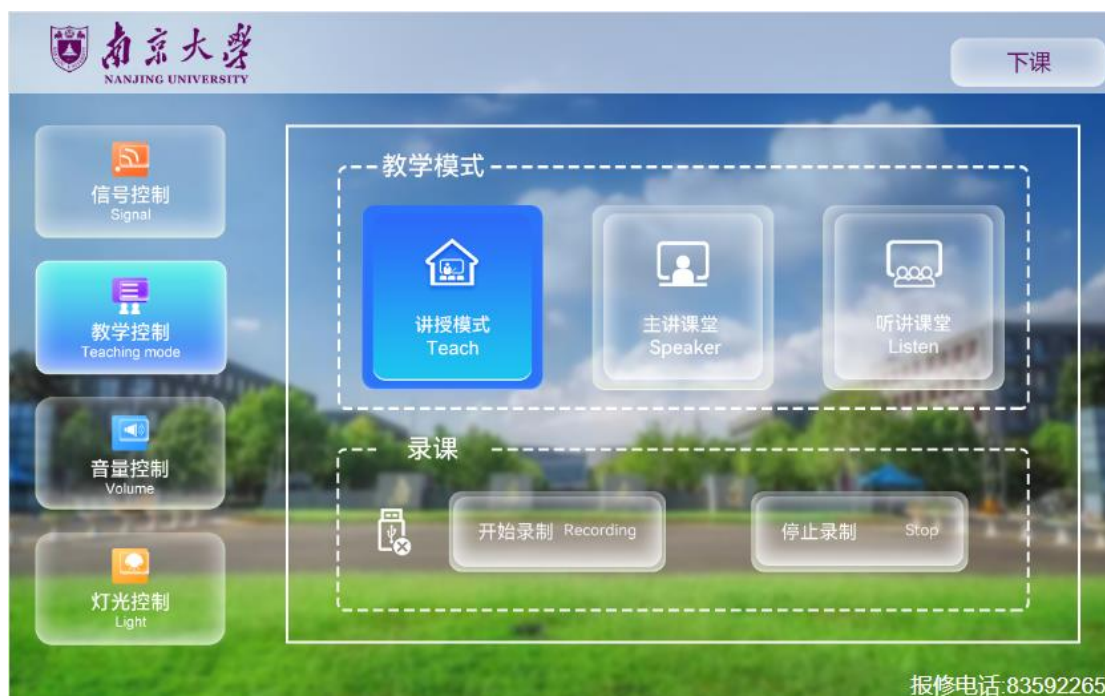 南京大學
NANJING UNIVERSITY
下课
信号控制
Signal
教学控制
Teaching mode
音量控制
Volume
灯光控制
Light
教学模式
讲授模式
Teach
主讲课堂
Speaker
听讲课堂
Listen
录课
开始录制 Recording
停止录制 Stop
报修电话:83592265